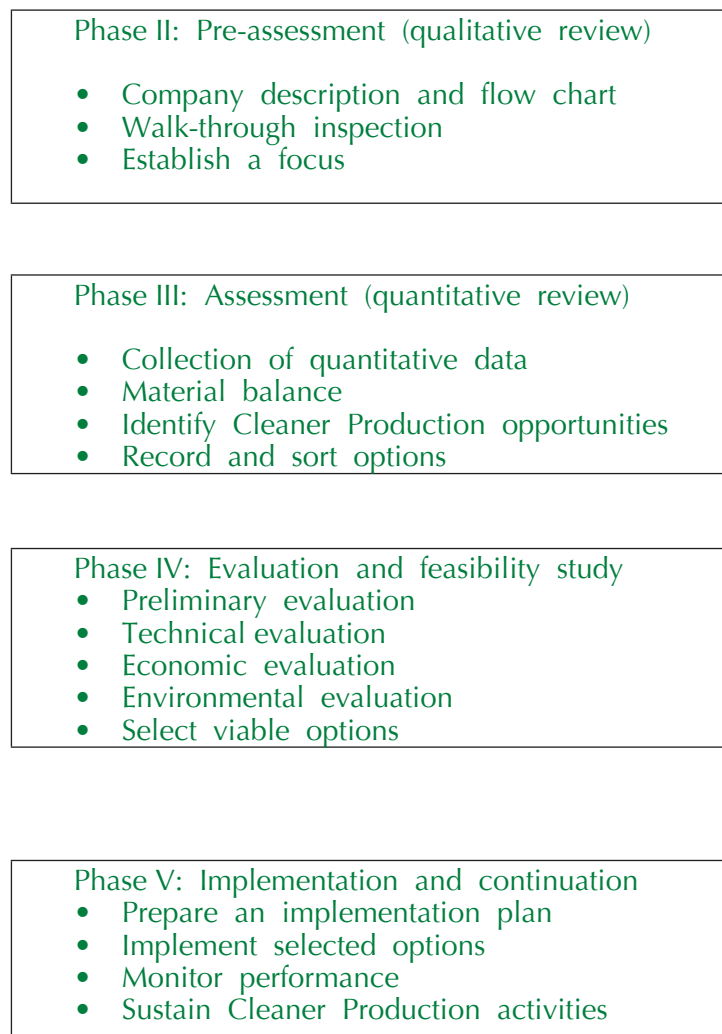 Phase II: Pre-assessment (qualitative review)
• Company description and flow chart
• Walk-through inspection
• Establish a focus
Phase III: Assessment (quantitative review)
• Collection of quantitative data
• Material balance
• Identify Cleaner Production opportunities
• Record and sort options
Phase IV: Evaluation and feasibility study
• Preliminary evaluation
• Technical evaluation
• Economic evaluation
• Environmental evaluation
• Select viable options
Phase V: Implementation and continuation
• Prepare an implementation plan
• Implement selected options
• Monitor performance
• Sustain Cleaner Production activities